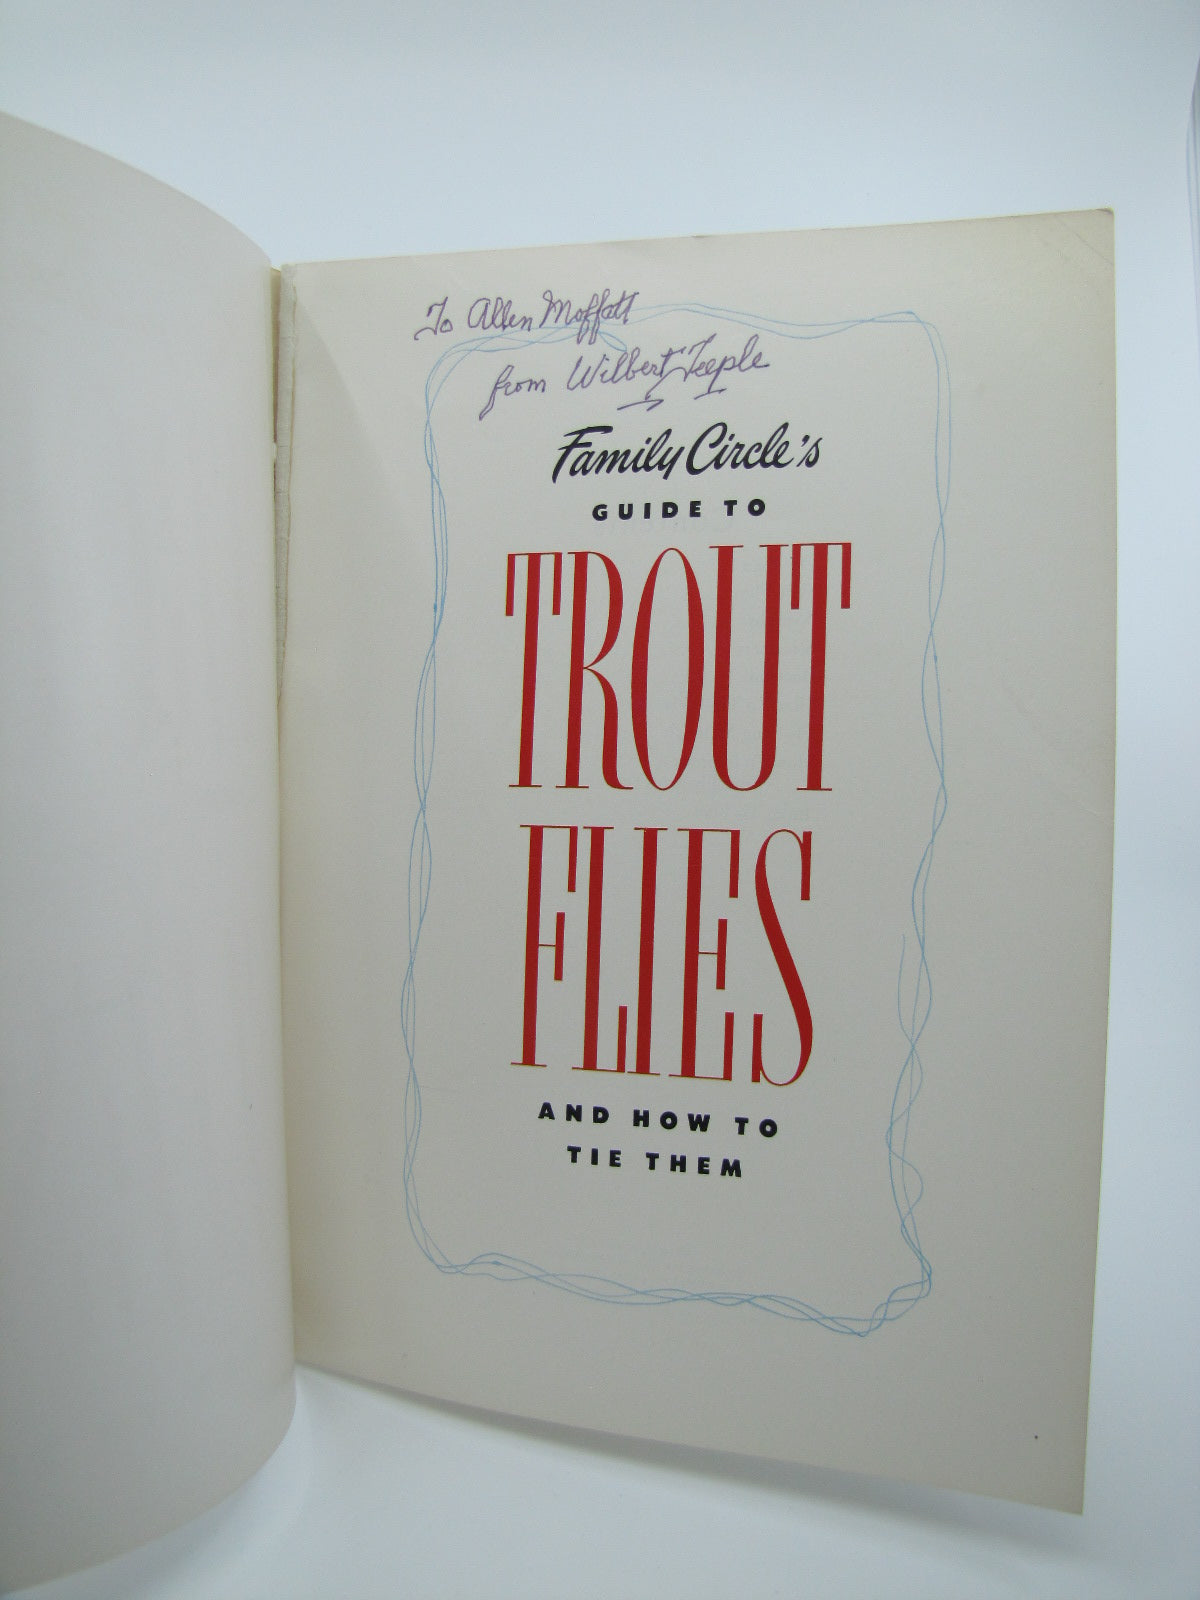 To Allen Moffatt
from Wilbert Teeple
Family Circle's
GUIDE TO
TROUT
FLIES
AND HOW TO
TIE THEM